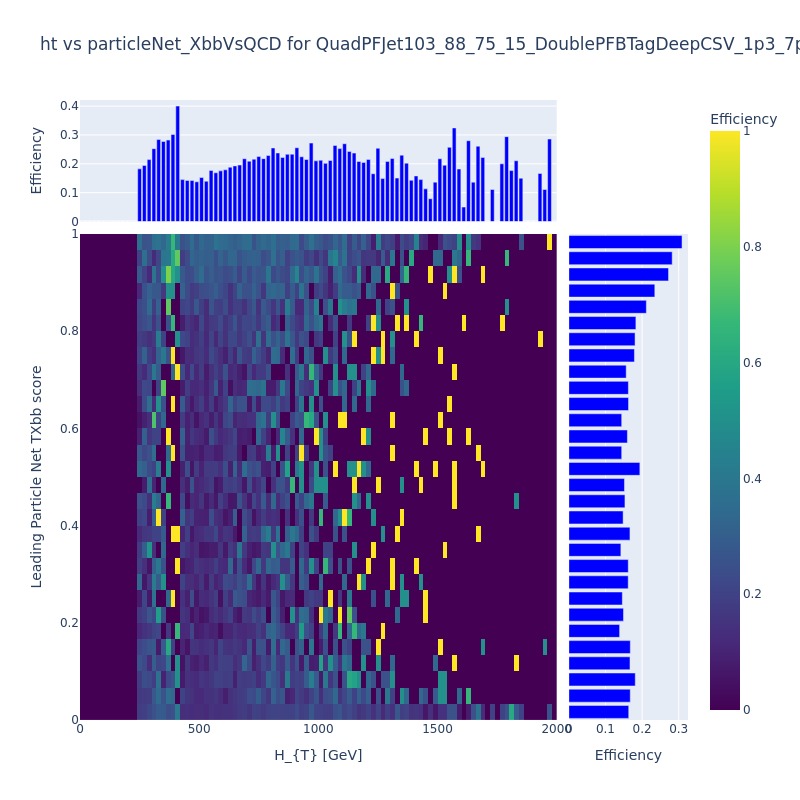 ht vs particleNet_XbbVsQCD for QuadPFJet103_88_75_15_DoublePFBTagDeepCSV_1p3_7p
Efficiency
0.4
0.3
0.2
0.1
0
Efficiency
1
0.8
0.6
0.4
0.2
0
Leading Particle Net TXbb score
1
0.8
0.6
0.4
0.2
0
0 500 1000 1500 2000
H_{T} [GeV]
0 0.1 0.2 0.3
Efficiency